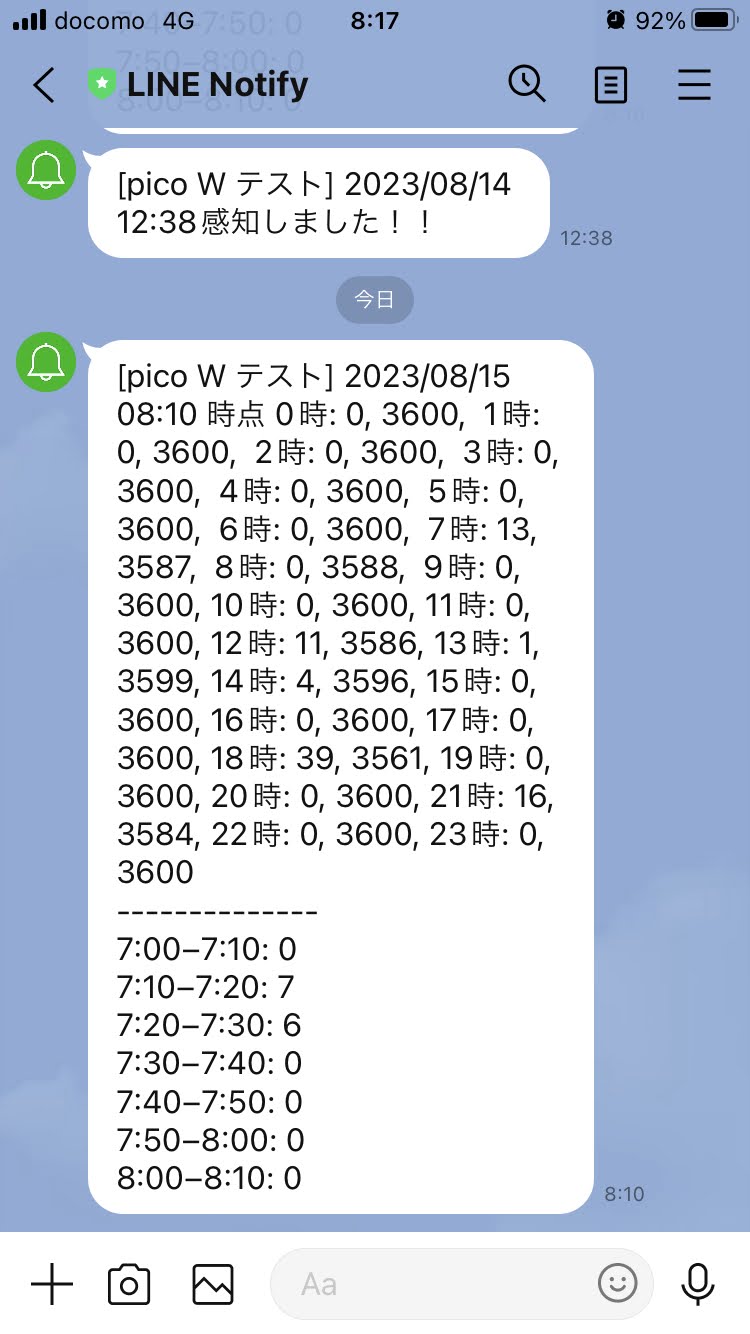 docomo 4G 8:17 92%
7:40−7:50: 0
7:50−8:00: 0
8:00−8:10: 0
LINE Notify
8:10
[pico W テスト] 2023/08/14
12:38感知しました！！
12:38
今日
[pico W テスト] 2023/08/15
08:10 時点 0時: 0, 3600,  1時:
0, 3600,  2時: 0, 3600,  3時: 0,
3600,  4時: 0, 3600,  5時: 0,
3600,  6時: 0, 3600,  7時: 13,
3587,  8時: 0, 3588,  9時: 0,
3600, 10時: 0, 3600, 11時: 0,
3600, 12時: 11, 3586, 13時: 1,
3599, 14時: 4, 3596, 15時: 0,
3600, 16時: 0, 3600, 17時: 0,
3600, 18時: 39, 3561, 19時: 0,
3600, 20時: 0, 3600, 21時: 16,
3584, 22時: 0, 3600, 23時: 0,
3600
--------------
7:00−7:10: 0
7:10−7:20: 7
7:20−7:30: 6
7:30−7:40: 0
7:40−7:50: 0
7:50−8:00: 0
8:00−8:10: 0
8:10
Aa